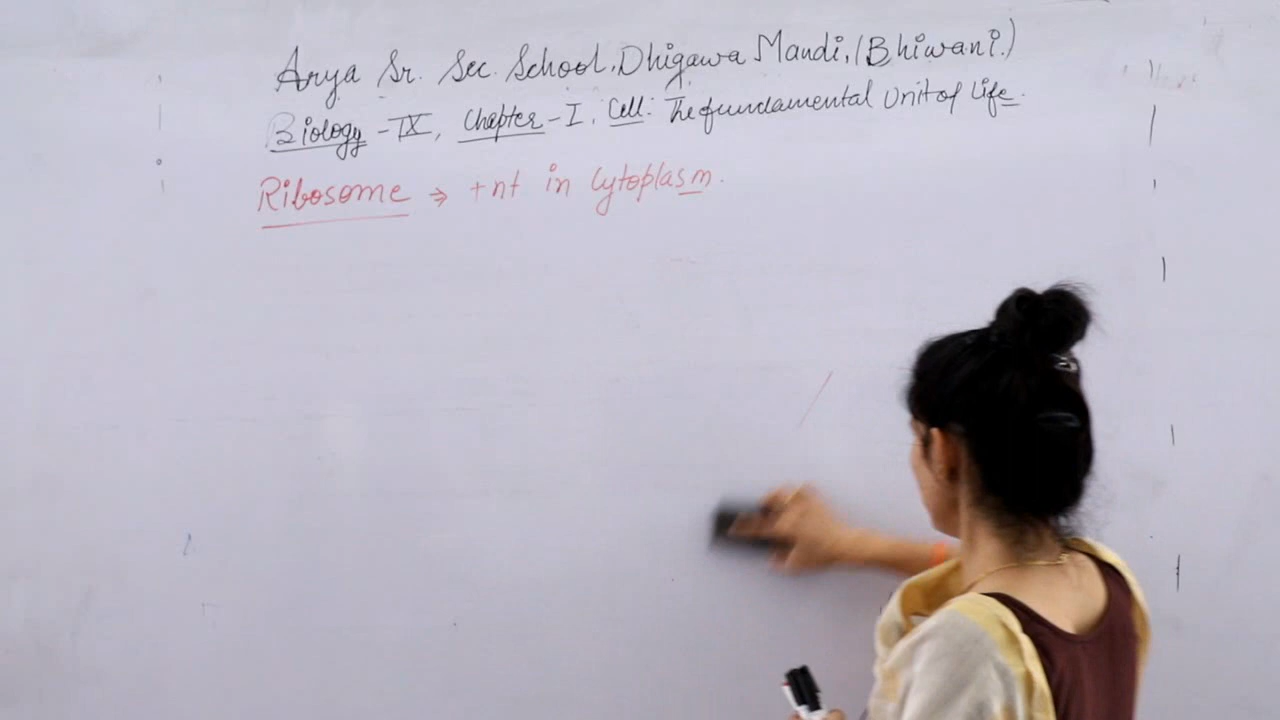 Arya Sr. Sec. School, Dhigawa Mandi, (Bhiwani.)
Biology - IX, Chapter - I, Cell: The fundamental Unit of Life.
Ribosome → +nt in Cytoplasm.